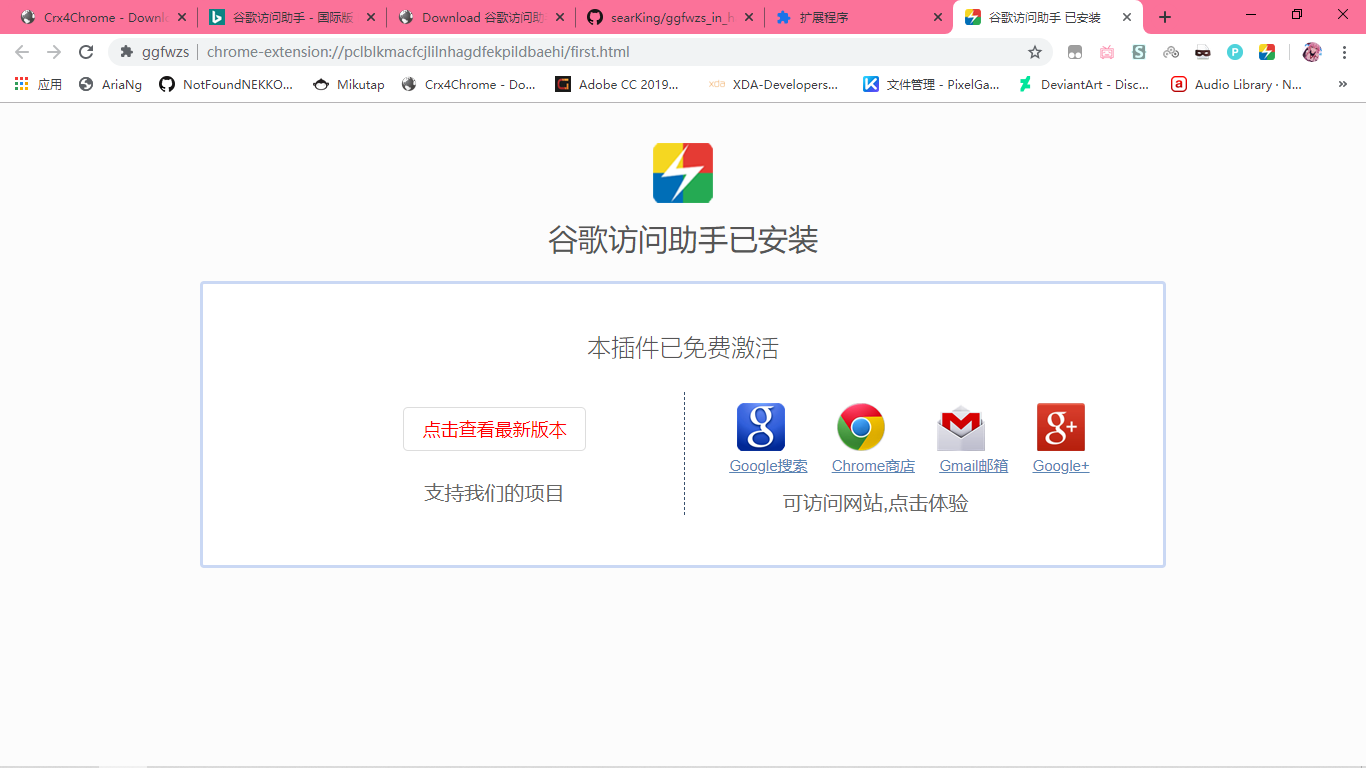 Crx4Chrome - Downl
谷歌访问助手 - 国际版
Download 谷歌访问助
searKing/ggfwzs_in_h
扩展程序
谷歌访问助手 已安装
ggfwzs | chrome-extension://pclblkmacfcjlilnhagdfekpildbaehi/first.html
应用
AriaNg
NotFoundNEKKO...
Mikutap
Crx4Chrome - Do...
Adobe CC 2019...
xda
XDA-Developers...
文件管理 - PixelGa...
DeviantArt - Disc...
Audio Library · N...
»
谷歌访问助手已安装
本插件已免费激活
点击查看最新版本
支持我们的项目
Google搜索
Chrome商店
Gmail邮箱
Google+
可访问网站,点击体验